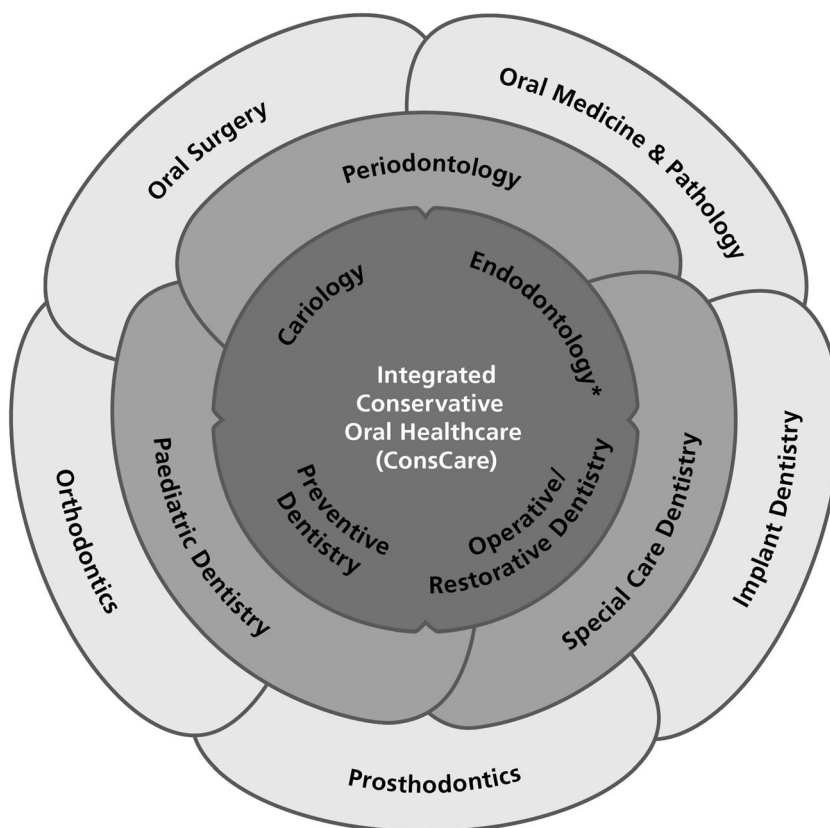 Oral Surgery
Oral Medicine & Pathology
Periodontology
Cariology
Endodontology*
Integrated
Conservative
Oral Healthcare
(ConsCare)
Preventive
Dentistry
Operative/
Restorative Dentistry
Paediatric Dentistry
Special Care Dentistry
Orthodontics
Implant Dentistry
Prosthodontics